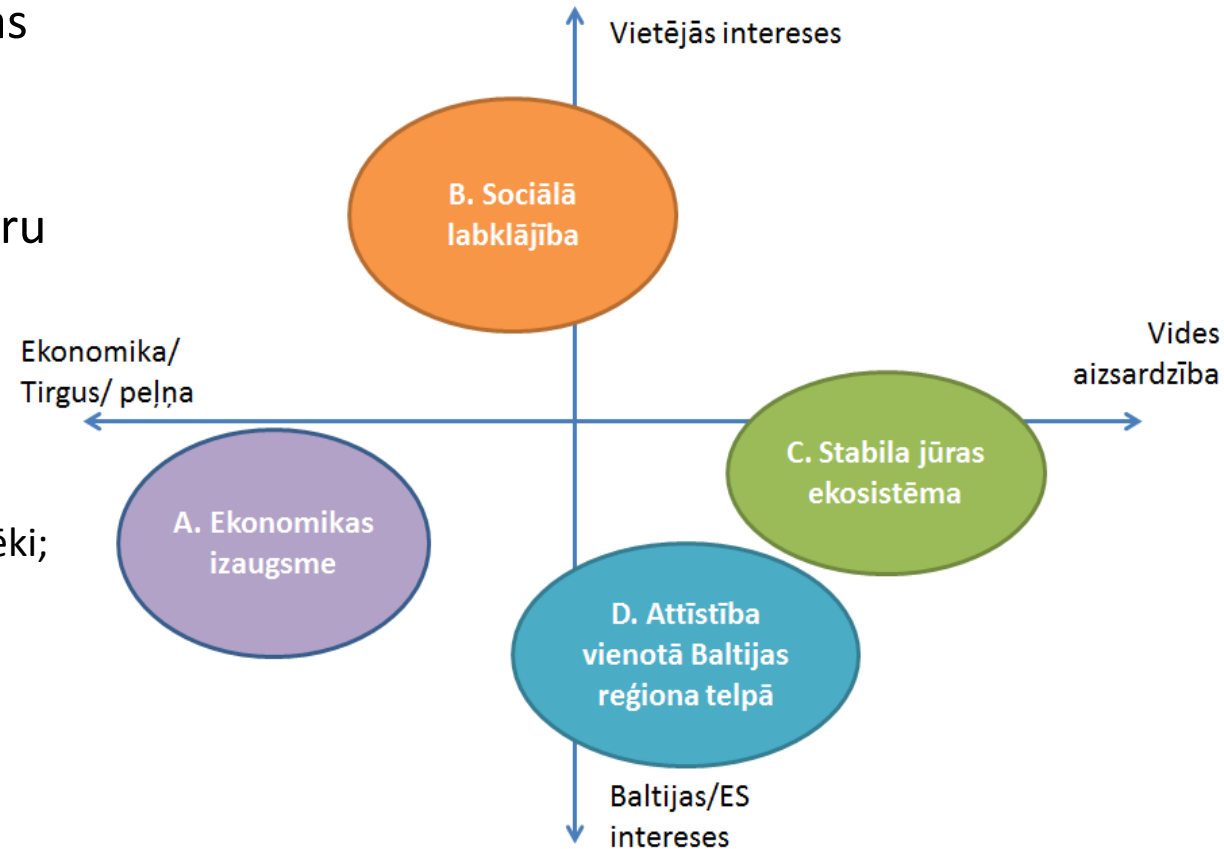 Vietējās intereses
B. Sociālā
labklājība
Ekonomika/
Tirgus/ peļņa
Vides
aizsardzība
C. Stabila jūras
ekosistēma
A. Ekonomikas
izaugsme
D. Attīstība
vienotā Baltijas
reģiona telpā
Baltijas/ES
intereses